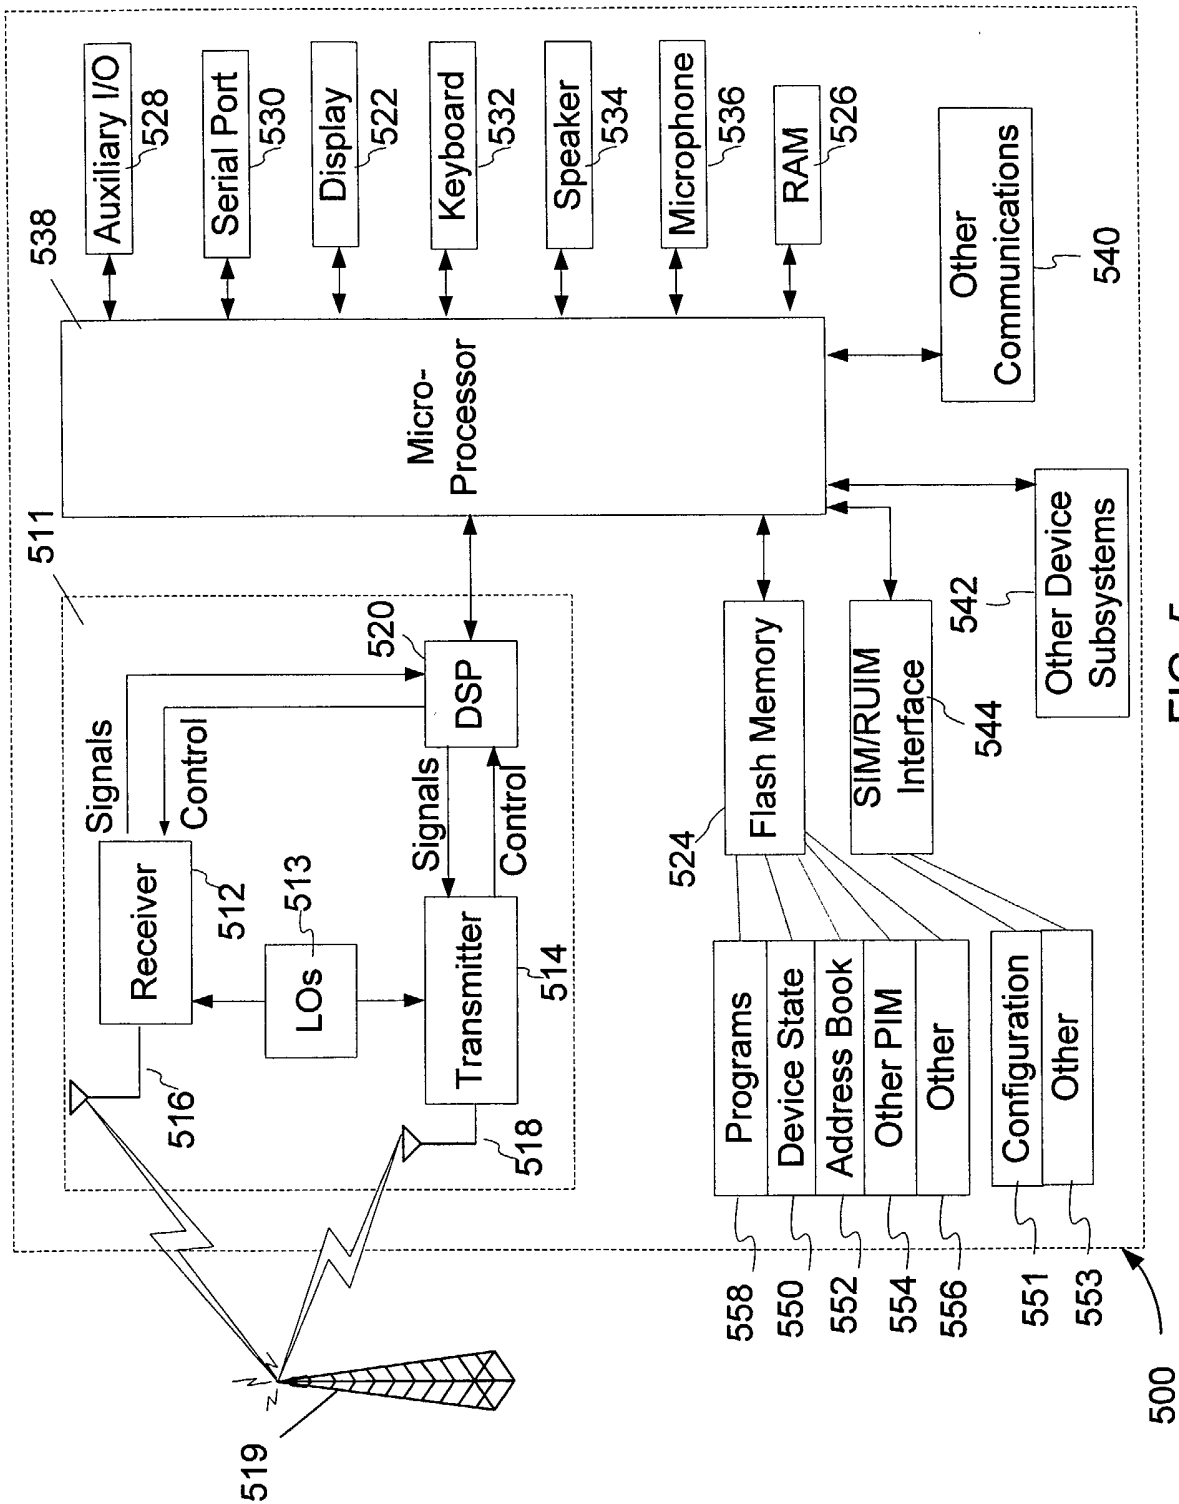 511
538
Auxiliary I/O
528
Serial Port
530
Display
522
Keyboard
532
Speaker
534
Microphone
536
RAM
526
Micro-
Processor
Signals
Control
Receiver
512
516
LOs
513
DSP
520
Signals
Control
Transmitter
514
518
519
Flash Memory
524
SIM/RUIM
Interface
544
Programs
Device State
Address Book
Other PIM
Other
558
550
552
554
556
Configuration
Other
551
553
Other Device
Subsystems
542
Other
Communications
540
500